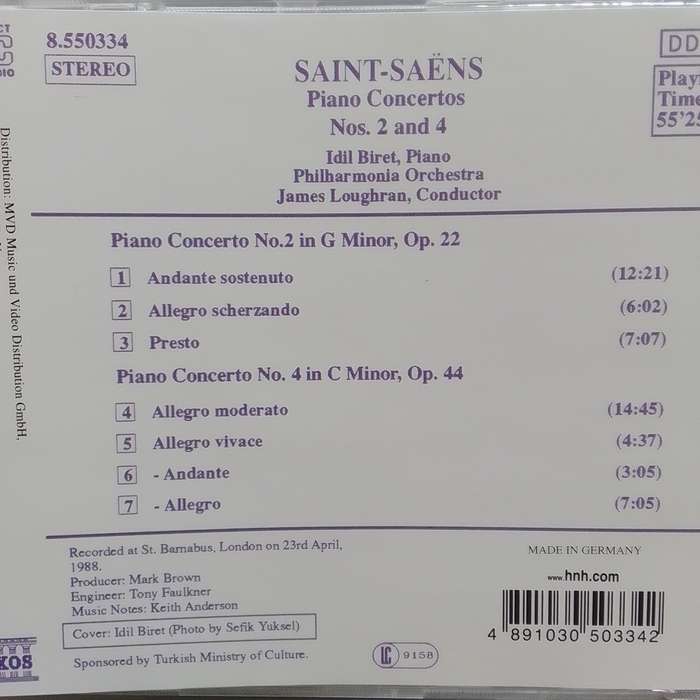 8.550334
STEREO
DD
SAINT-SAËNS
Piano Concertos
Nos. 2 and 4
Idil Biret, Piano
Philharmonia Orchestra
James Loughran, Conductor
Time
55'25
Piano Concerto No.2 in G Minor, Op. 22
1 Andante sostenuto (12:21)
2 Allegro scherzando (6:02)
3 Presto (7:07)
Piano Concerto No. 4 in C Minor, Op. 44
4 Allegro moderato (14:45)
5 Allegro vivace (4:37)
6 - Andante (3:05)
7 - Allegro (7:05)
Recorded at St. Barnabus, London on 23rd April,
1988.
Producer: Mark Brown
Engineer: Tony Faulkner
Music Notes: Keith Anderson
Cover: Idil Biret (Photo by Sefik Yuksel)
Sponsored by Turkish Ministry of Culture.
MADE IN GERMANY
www.hnh.com
4 891030 503342
LC 9158
Distribution: MVD Music und Video Distribution GmbH,